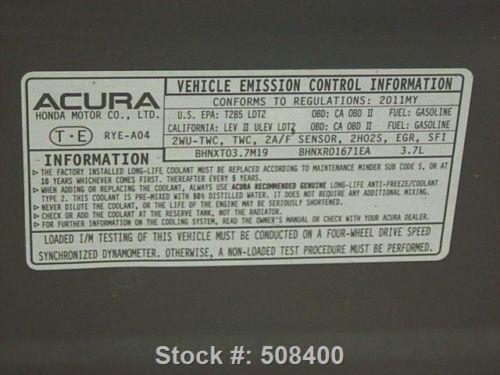 ACURA
HONDA MOTOR CO., LTD.
T・E RYE-A04
VEHICLE EMISSION CONTROL INFORMATION
CONFORMS TO REGULATIONS: 2011MY
U.S. EPA: T2B5 LDT2 OBD: CA OBD II FUEL: GASOLINE
CALIFORNIA: LEV II ULEV LDT2 OBD: CA OBD II FUEL: GASOLINE
2WU-TWC, TWC, 2A/F SENSOR, 2HO2S, EGR, SFI
BHNXT03.7M19 BHNXR01671EA 3.7L
INFORMATION
▶ THE FACTORY INSTALLED LONG-LIFE COOLANT MUST BE REPLACED ACCORDING TO MAINTENANCE MINDER SUB CODE 5, OR AT
10 YEARS WHICHEVER COMES FIRST, THEREAFTER EVERY 5 YEARS.
▶ WHEN ADDING OR REPLACING THE COOLANT, ALWAYS USE ACURA RECOMMENDED GENUINE LONG-LIFE ANTI-FREEZE/COOLANT
TYPE 2. THIS COOLANT IS PRE-MIXED WITH 50% DISTILLED WATER. IT DOES NOT REQUIRE ANY ADDITIONAL MIXING.
▶ NEVER DILUTE THE COOLANT, OR LIFE OF THE ENGINE MAY BE SERIOUSLY SHORTENED.
▶ CHECK OR ADD COOLANT AT THE RESERVE TANK, NOT THE RADIATOR.
▶ FOR FURTHER INFORMATION ON THE COOLING SYSTEM, READ THE OWNER'S MANUAL OR CHECK WITH YOUR ACURA DEALER.
LOADED I/M TESTING OF THIS VEHICLE MUST BE CONDUCTED ON A FOUR-WHEEL DRIVE SPEED
SYNCHRONIZED DYNAMOMETER. OTHERWISE, A NON-LOADED TEST PROCEDURE MUST BE PERFORMED.
Stock #: 508400